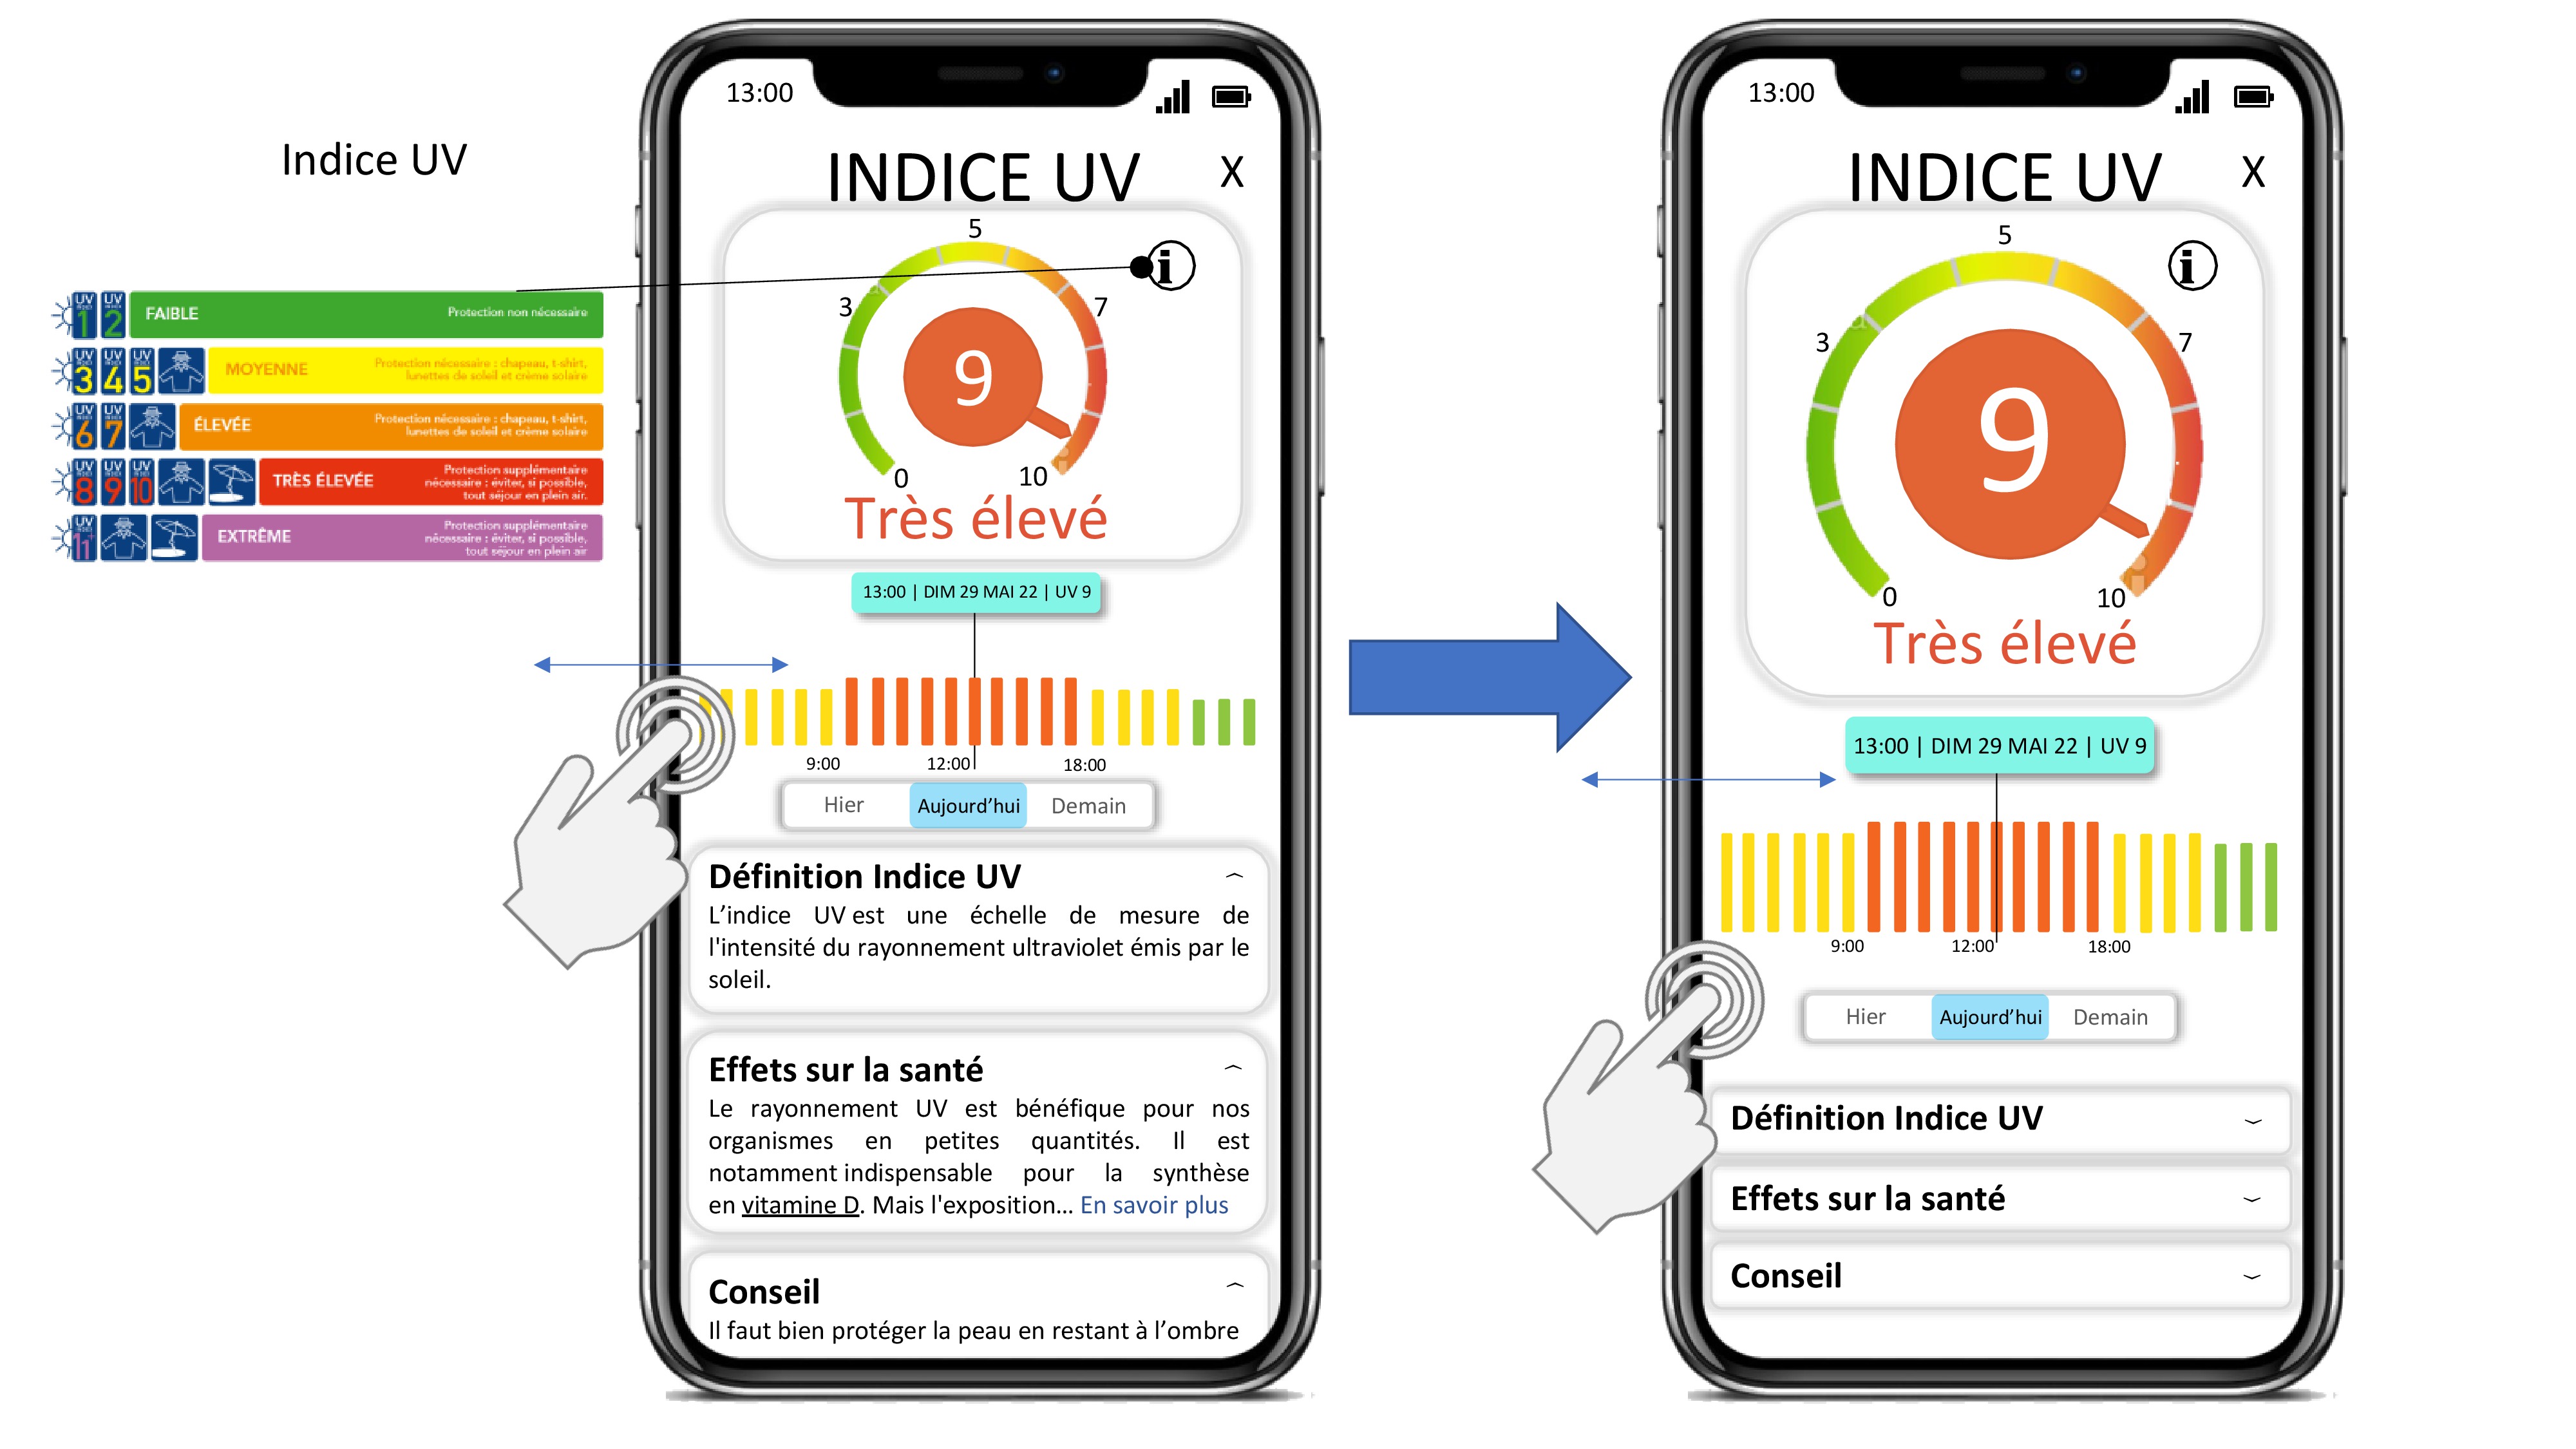 Indice UV
UV 1 UV 2 FAIBLE Protection non nécessaire
UV 3 UV 4 UV 5 MOYENNE Protection nécessaire : chapeau, t-shirt,
lunettes de soleil et crème solaire
UV 6 UV 7 ÉLEVÉE Protection nécessaire : chapeau, t-shirt,
lunettes de soleil et crème solaire
UV 8 UV 9 UV 10 TRÈS ÉLEVÉE Protection supplémentaire
nécessaire : éviter, si possible,
tout séjour en plein air.
UV 11+ EXTRÊME Protection supplémentaire
nécessaire : éviter, si possible,
tout séjour en plein air
13:00
INDICE UV X
5
i
3 7
9
0 10
Très élevé
13:00 | DIM 29 MAI 22 | UV 9
9:00 12:00 18:00
Hier Aujourd’hui Demain
Définition Indice UV
L’indice UV est une échelle de mesure de
l'intensité du rayonnement ultraviolet émis par le
soleil.
Effets sur la santé
Le rayonnement UV est bénéfique pour nos
organismes en petites quantités. Il est
notamment indispensable pour la synthèse
en vitamine D. Mais l'exposition... En savoir plus
Conseil
Il faut bien protéger la peau en restant à l’ombre
13:00
INDICE UV X
5
i
3 7
9
0 10
Très élevé
13:00 | DIM 29 MAI 22 | UV 9
9:00 12:00 18:00
Hier Aujourd’hui Demain
Définition Indice UV
Effets sur la santé
Conseil